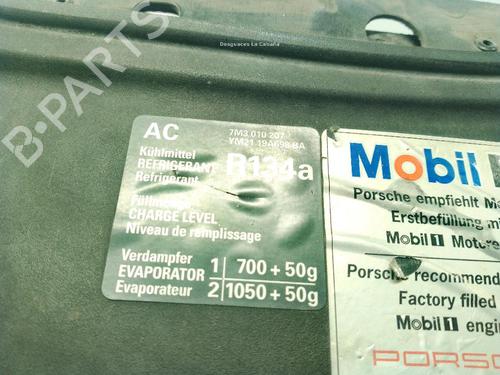 Desguaces La Cabaña
B-PARTS
AC
7M3 010 207
YM21 19A698 BA
Kühlmittel
REFRIGERANT
Refrigerant
R134a
CHARGE LEVEL
Niveau de remplissage
Verdampfer
EVAPORATOR
Evaporateur
1 700 + 50g
2 1050 + 50g
Mobil
Porsche empfiehlt
Erstbefüllung
Mobil 1
Porsche
recommend
Factory filled
Mobil 1
PORS